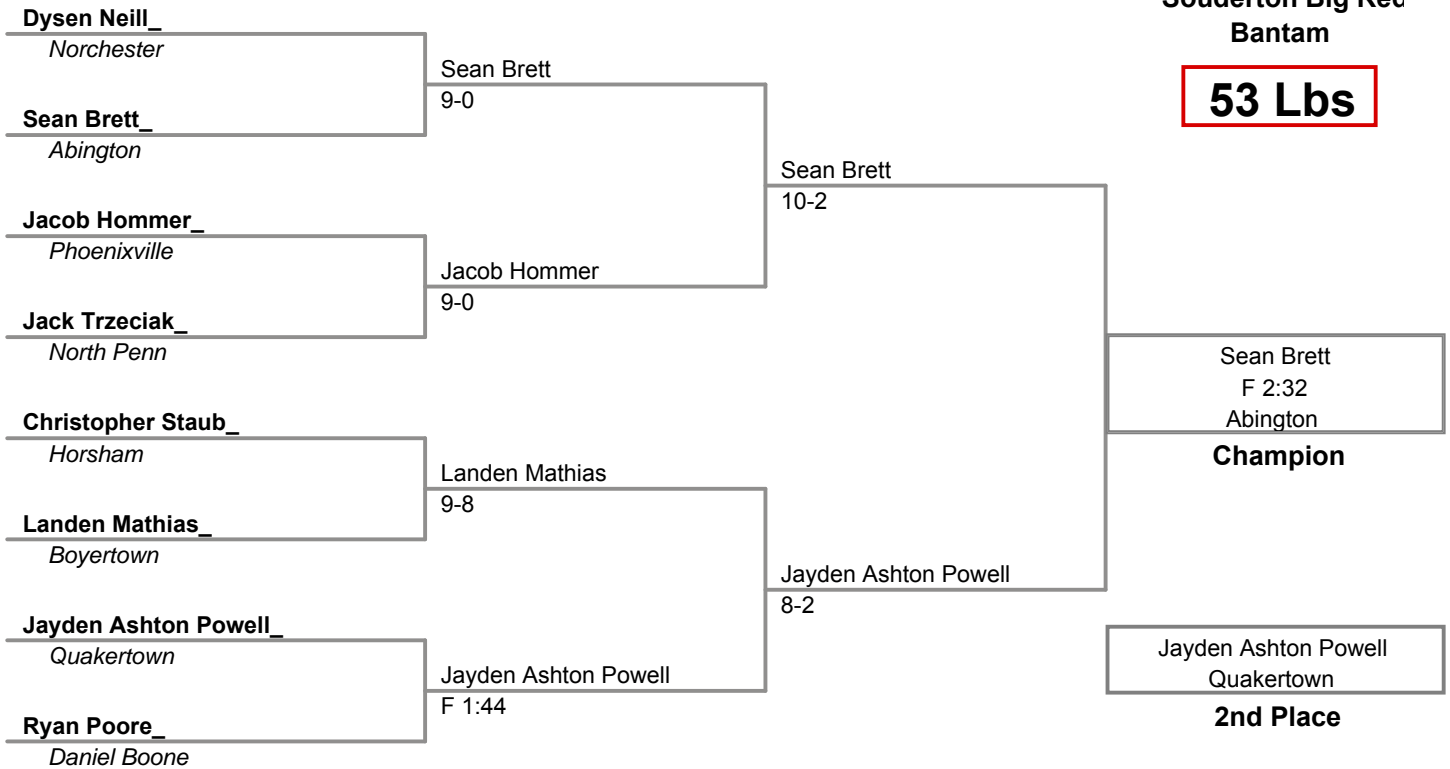 Souderton Big Red
Bantam
53 Lbs
Dysen Neill_
Norchester
Sean Brett
9-0
Sean Brett_
Abington
Sean Brett
10-2
Jacob Hommer_
Phoenixville
Jacob Hommer
9-0
Jack Trzeciak_
North Penn
Sean Brett
F 2:32
Abington
Champion
Christopher Staub_
Horsham
Landen Mathias
9-8
Landen Mathias_
Boyertown
Jayden Ashton Powell
8-2
Jayden Ashton Powell_
Quakertown
Jayden Ashton Powell
F 1:44
Ryan Poore_
Daniel Boone
Jayden Ashton Powell
Quakertown
2nd Place